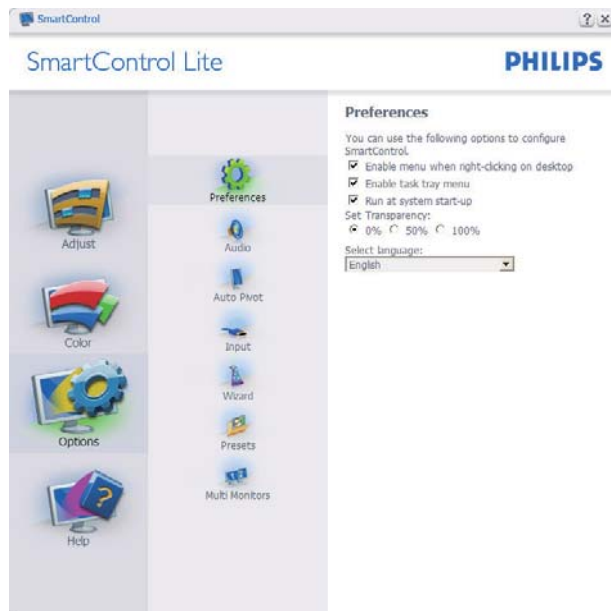 SmartControl
SmartControl Lite
PHILIPS
Adjust
Color
Options
Help
Preferences
Audio
Auto Pivot
Input
Wizard
Presets
Multi Monitors
Preferences
You can use the following options to configure
SmartControl.
Enable menu when right-clicking on desktop
Enable task tray menu
Run at system start-up
Set Transparency:
0% 50% 100%
Select language:
English